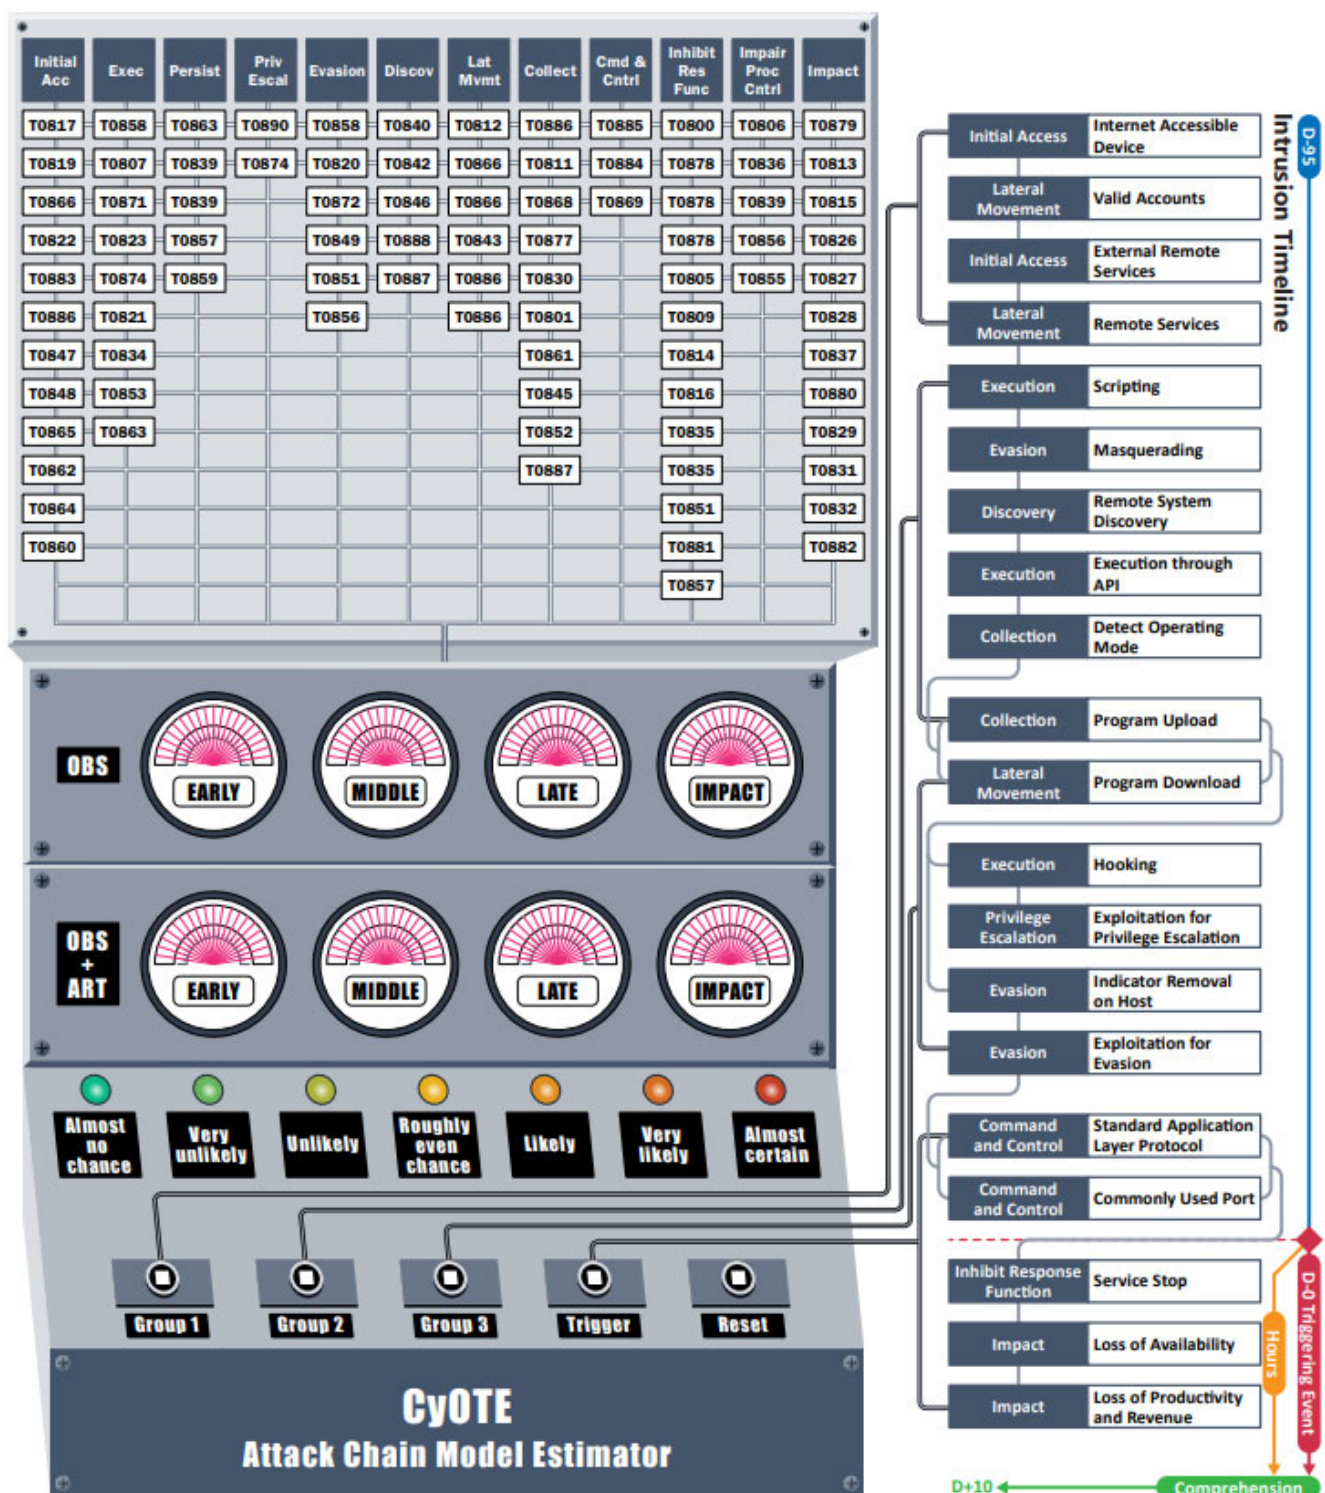 Initial
Acc
Exec
Persist
Priv
Escal
Evasion
Discov
Lat
Mvmt
Collect
Cmd &
Cntrl
Inhibit
Res
Func
Impair
Proc
Cntrl
Impact
T0817 T0858 T0863 T0890 T0858 T0840 T0812 T0886 T0885 T0800 T0806 T0879
T0819 T0807 T0839 T0874 T0820 T0842 T0866 T0811 T0884 T0878 T0836 T0813
T0866 T0871 T0839 T0872 T0846 T0866 T0868 T0869 T0878 T0839 T0815
T0822 T0823 T0857 T0849 T0888 T0843 T0877 T0878 T0856 T0826
T0883 T0874 T0859 T0851 T0887 T0886 T0830 T0805 T0855 T0827
T0886 T0821 T0856 T0886 T0801 T0809 T0828
T0847 T0834 T0861 T0814 T0837
T0848 T0853 T0845 T0816 T0880
T0865 T0863 T0852 T0835 T0829
T0862 T0887 T0835 T0831
T0864 T0851 T0832
T0860 T0881 T0882
T0857
OBS
EARLY
MIDDLE
LATE
IMPACT
OBS
+
ART
EARLY
MIDDLE
LATE
IMPACT
Almost
no
chance
Very
unlikely
Unlikely
Roughly
even
chance
Likely
Very
likely
Almost
certain
Group 1
Group 2
Group 3
Trigger
Reset
CyOTE
Attack Chain Model Estimator
Intrusion Timeline
D-95
Initial Access
Internet Accessible
Device
Lateral
Movement
Valid Accounts
Initial Access
External Remote
Services
Lateral
Movement
Remote Services
Execution
Scripting
Evasion
Masquerading
Discovery
Remote System
Discovery
Execution
Execution through
API
Collection
Detect Operating
Mode
Collection
Program Upload
Lateral
Movement
Program Download
Execution
Hooking
Privilege
Escalation
Exploitation for
Privilege Escalation
Evasion
Indicator Removal
on Host
Evasion
Exploitation for
Evasion
Command
and Control
Standard Application
Layer Protocol
Command
and Control
Commonly Used Port
Inhibit Response
Function
Service Stop
Impact
Loss of Availability
Impact
Loss of Productivity
and Revenue
Hours
D-0 Triggering Event
D+10
Comprehension